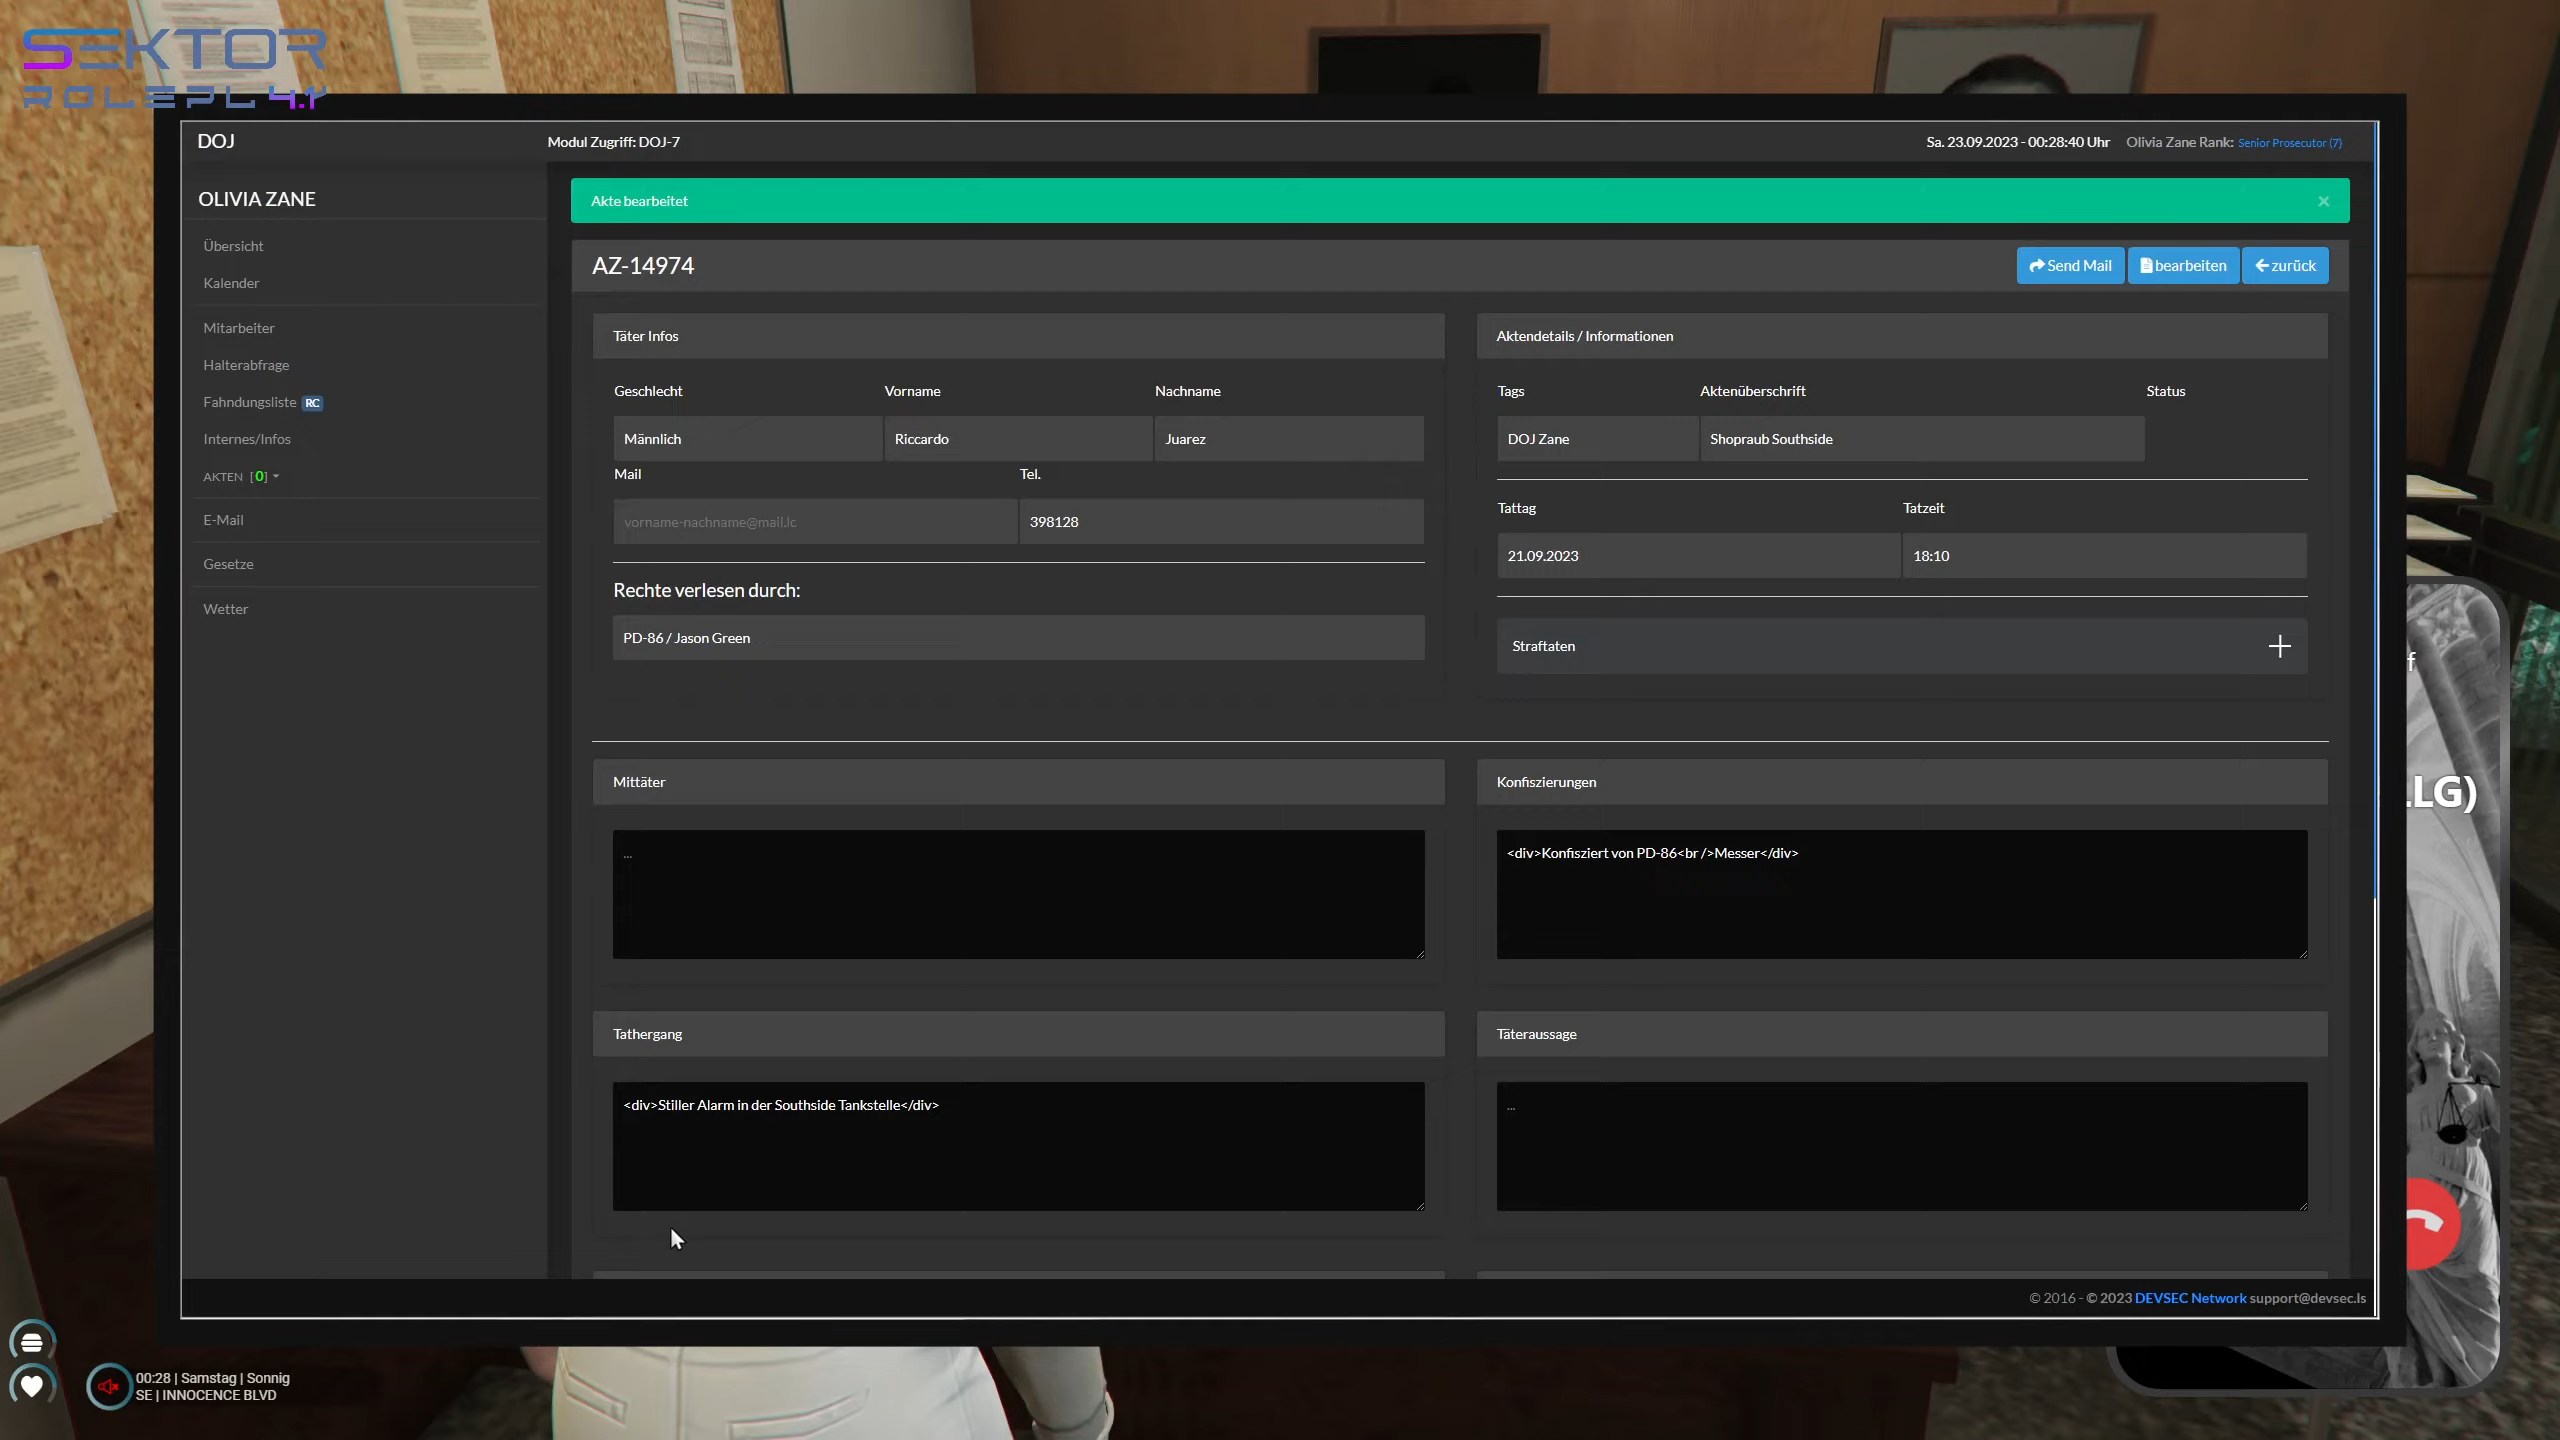 SEKTOR
ROLEPL4.Y
DOJ
Modul Zugriff: DOJ-7
Sa. 23.09.2023 - 00:28:40 Uhr
Olivia Zane Rank: Senior Prosecutor (7)
OLIVIA ZANE
Übersicht
Kalender
Mitarbeiter
Halterabfrage
Fahndungsliste RC
Internes/Infos
AKTEN [0]
E-Mail
Gesetze
Wetter
Akte bearbeitet
×
AZ-14974
Send Mail
bearbeiten
zurück
Täter Infos
Geschlecht Vorname Nachname
Männlich Riccardo Juarez
Mail Tel.
vorname-nachname@mail.lc 398128
Rechte verlesen durch:
PD-86 / Jason Green
Aktendetails / Informationen
Tags Aktenüberschrift Status
DOJ Zane Shopraub Southside
Tattag Tatzeit
21.09.2023 18:10
Straftaten
Mittäter
...
Konfiszierungen
<div>Konfisziert von PD-86<br />Messer</div>
Tathergang
<div>Stiller Alarm in der Southside Tankstelle</div>
Täteraussage
...
© 2016 - © 2023 DEVSEC Network support@devsec.ls
f
LG)
00:28 | Samstag | Sonnig
SE | INNOCENCE BLVD